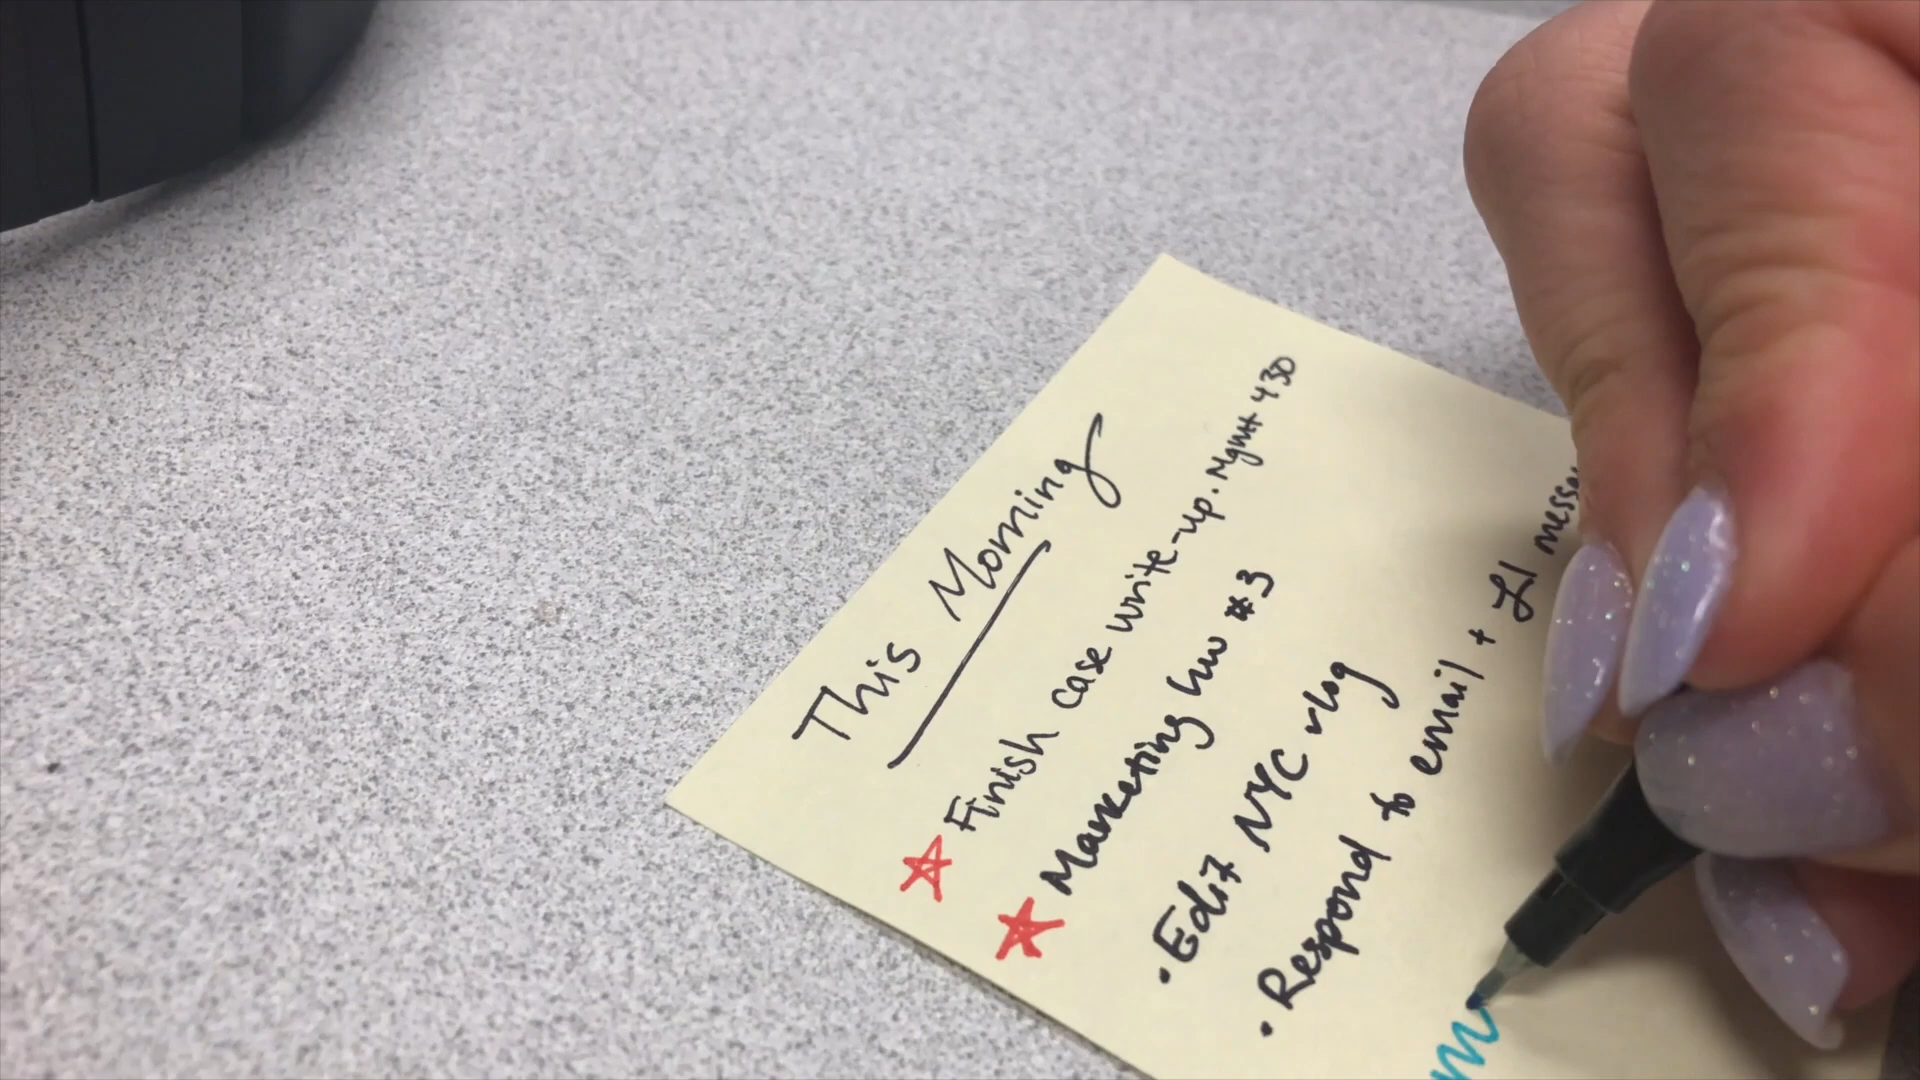 This Morning
☆ Finish case write-up. Mgmt 430
☆ Marketing hw #3
• Edit NYC vlog
• Respond to email + LI